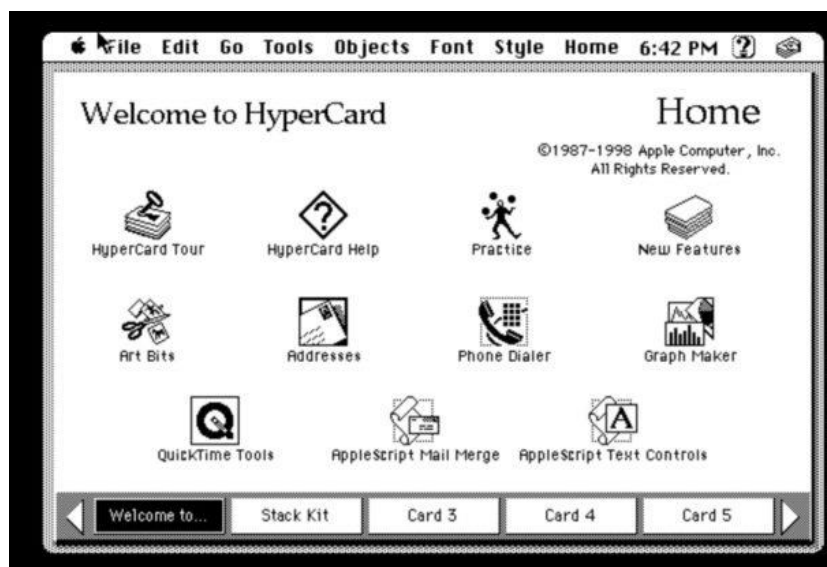 File Edit Go Tools Objects Font Style Home 6:42 PM
Welcome to HyperCard
Home
©1987-1998 Apple Computer, Inc.
All Rights Reserved.
HyperCard Tour
HyperCard Help
Practice
New Features
Art Bits
Addresses
Phone Dialer
Graph Maker
QuickTime Tools
AppleScript Mail Merge
AppleScript Text Controls
Welcome to...
Stack Kit
Card 3
Card 4
Card 5